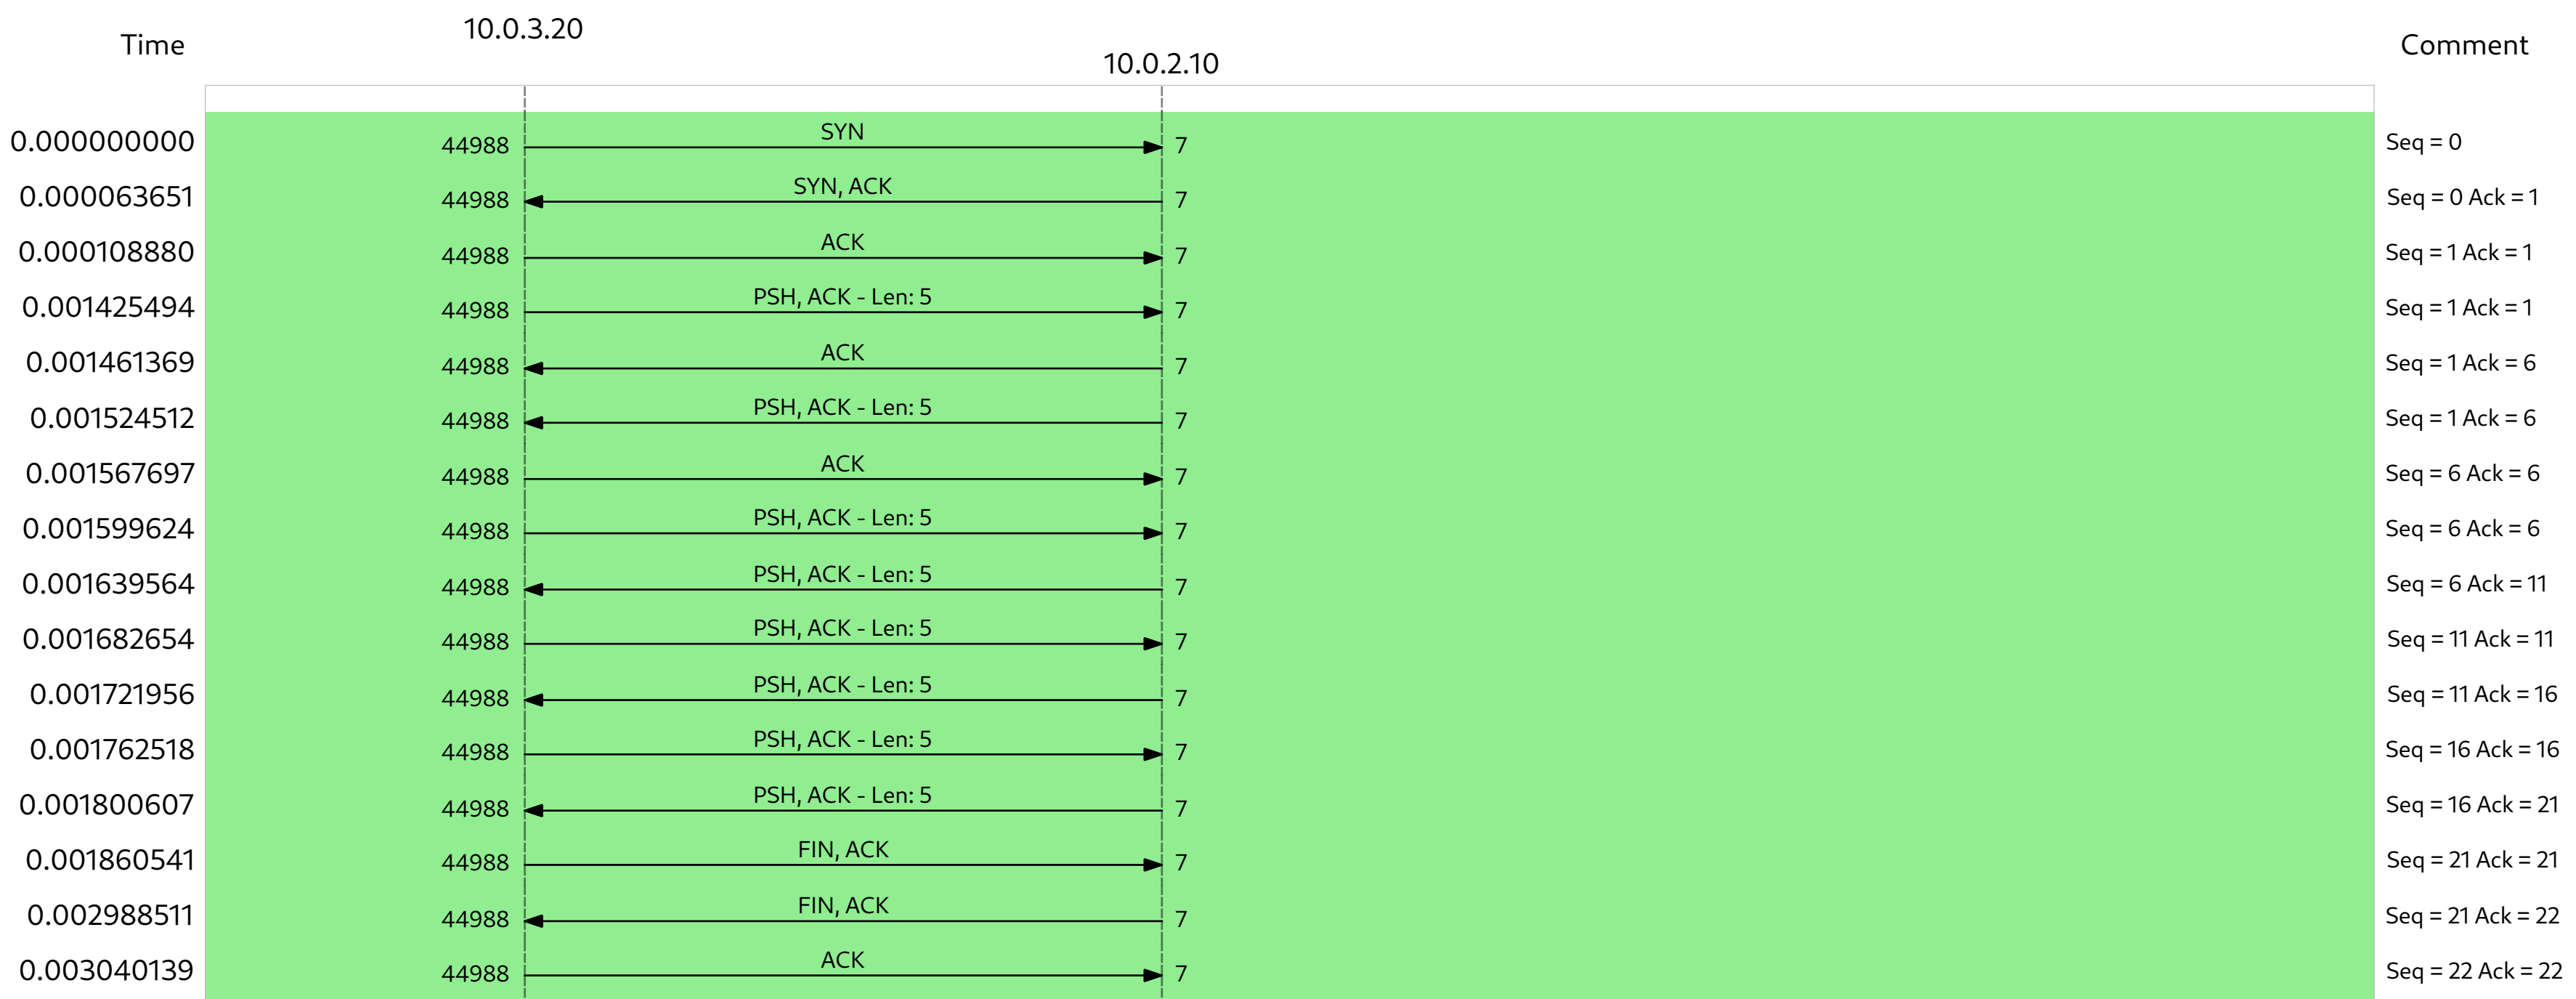 10.0.3.20
Time 10.0.2.10 Comment
0.000000000 44988 SYN 7 Seq = 0
0.000063651 44988 SYN, ACK 7 Seq = 0 Ack = 1
0.000108880 44988 ACK 7 Seq = 1 Ack = 1
0.001425494 44988 PSH, ACK - Len: 5 7 Seq = 1 Ack = 1
0.001461369 44988 ACK 7 Seq = 1 Ack = 6
0.001524512 44988 PSH, ACK - Len: 5 7 Seq = 1 Ack = 6
0.001567697 44988 ACK 7 Seq = 6 Ack = 6
0.001599624 44988 PSH, ACK - Len: 5 7 Seq = 6 Ack = 6
0.001639564 44988 PSH, ACK - Len: 5 7 Seq = 6 Ack = 11
0.001682654 44988 PSH, ACK - Len: 5 7 Seq = 11 Ack = 11
0.001721956 44988 PSH, ACK - Len: 5 7 Seq = 11 Ack = 16
0.001762518 44988 PSH, ACK - Len: 5 7 Seq = 16 Ack = 16
0.001800607 44988 PSH, ACK - Len: 5 7 Seq = 16 Ack = 21
0.001860541 44988 FIN, ACK 7 Seq = 21 Ack = 21
0.002988511 44988 FIN, ACK 7 Seq = 21 Ack = 22
0.003040139 44988 ACK 7 Seq = 22 Ack = 22